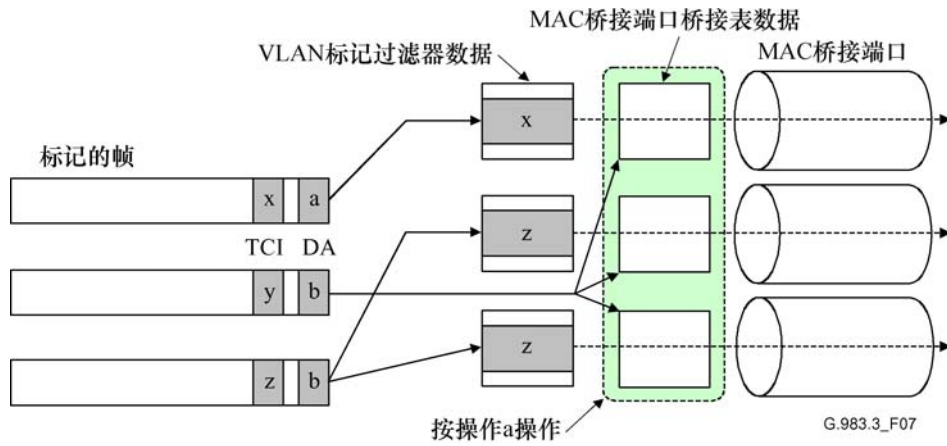 MAC桥接端口桥接表数据
VLAN标记过滤器数据
MAC桥接端口
x
标记的帧
x a
z
TCI DA
y b
z
z b
按操作a操作
G.983.3_F07